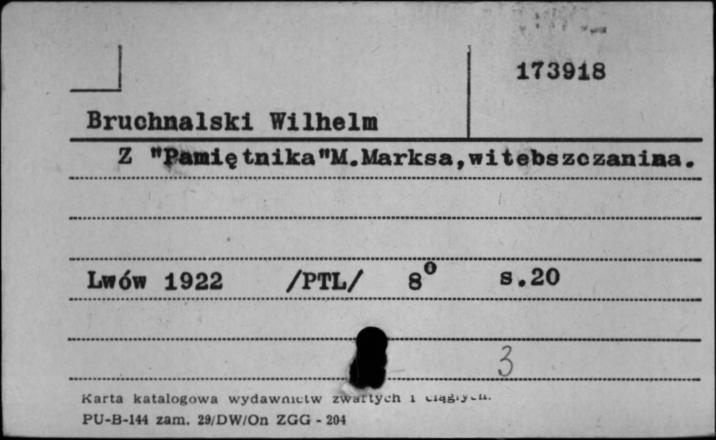 173918
Bruchnalski Wilhelm
Z "Pamiętnika"M.Marksa,witebszczanina.
Lwów 1922 /PTL/ 8° s.20
3
Karta katalogowa wydawnictw zwartych i ciągłych.
PU-B-144 zam. 29/DW/On ZGG - 204